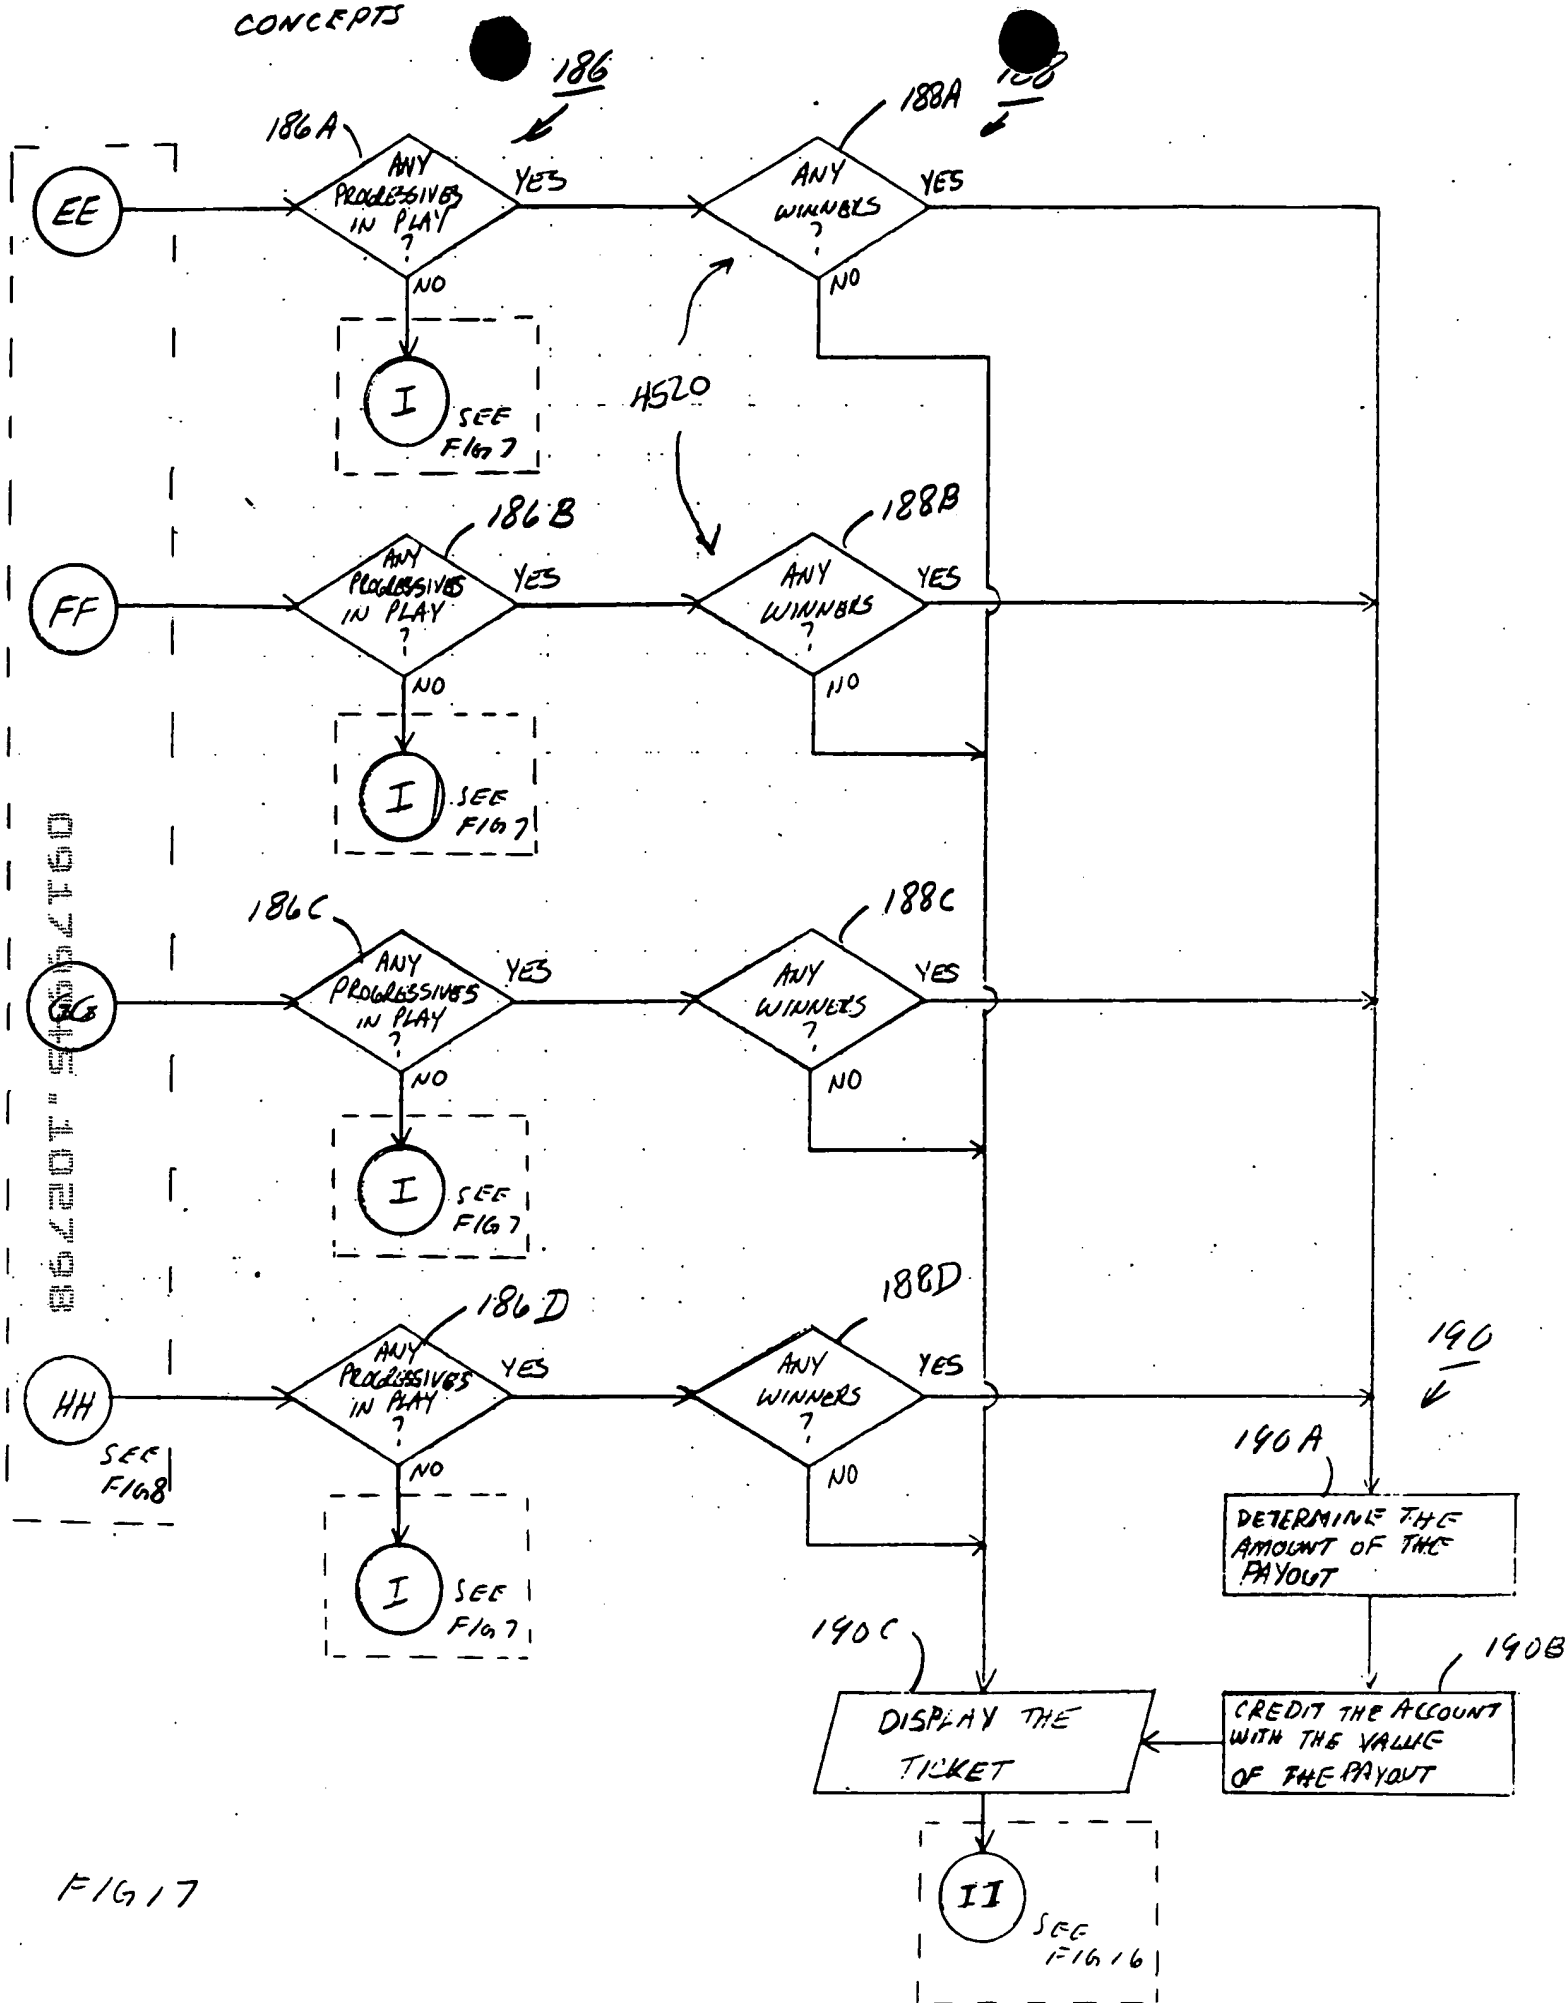 CONCEPTS
186
188A
186A
ANY
PROGRESSIVES
IN PLAY
?
YES
ANY
WINNERS
?
YES
EE
NO
NO
I
SEE
FIG 7
4520
186B
188B
ANY
PROGRESSIVES
IN PLAY
?
YES
ANY
WINNERS
?
YES
FF
NO
NO
I
SEE
FIG 7
186C
188C
ANY
PROGRESSIVES
IN PLAY
?
YES
ANY
WINNERS
?
YES
GG
NO
NO
I
SEE
FIG 7
186D
188D
ANY
PROGRESSIVES
IN PLAY
?
YES
ANY
WINNERS
?
YES
HH
SEE
FIG8
NO
NO
I
SEE
FIG 7
190
190A
DETERMINE THE
AMOUNT OF THE
PAYOUT
190C
190B
DISPLAY THE
TICKET
CREDIT THE ACCOUNT
WITH THE VALUE
OF THE PAYOUT
II
SEE
FIG 16
FIG 17